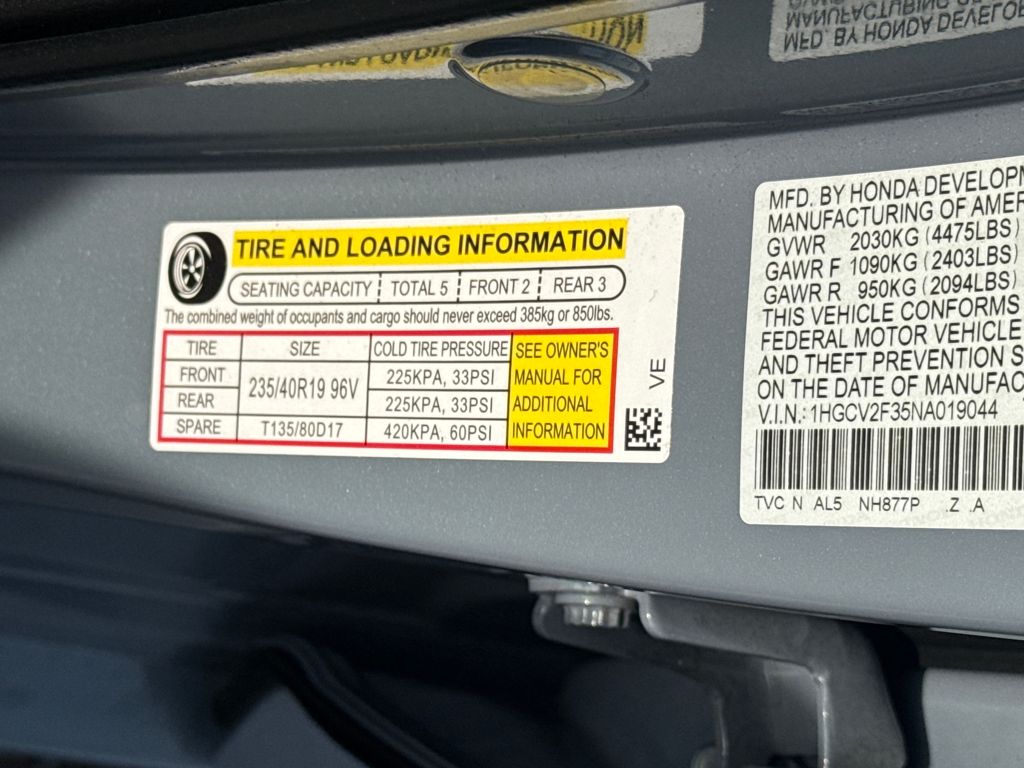 MANUFACTURING OF
MFD. BY HONDA DEVELO
TIRE AND LOADING INFORMATION
SEATING CAPACITY TOTAL 5 FRONT 2 REAR 3
The combined weight of occupants and cargo should never exceed 385kg or 850lbs.
TIRE SIZE COLD TIRE PRESSURE SEE OWNER'S
FRONT 235/40R19 96V 225KPA, 33PSI MANUAL FOR
REAR 225KPA, 33PSI ADDITIONAL
SPARE T135/80D17 420KPA, 60PSI INFORMATION
VE
MFD. BY HONDA DEVELOPM
MANUFACTURING OF AMER
GVWR 2030KG (4475LBS)
GAWR F 1090KG (2403LBS)
GAWR R 950KG (2094LBS)
THIS VEHICLE CONFORMS
FEDERAL MOTOR VEHICLE
AND THEFT PREVENTION S
ON THE DATE OF MANUFAC
V.I.N.: 1HGCV2F35NA019044
TVC N AL5 NH877P .Z .A